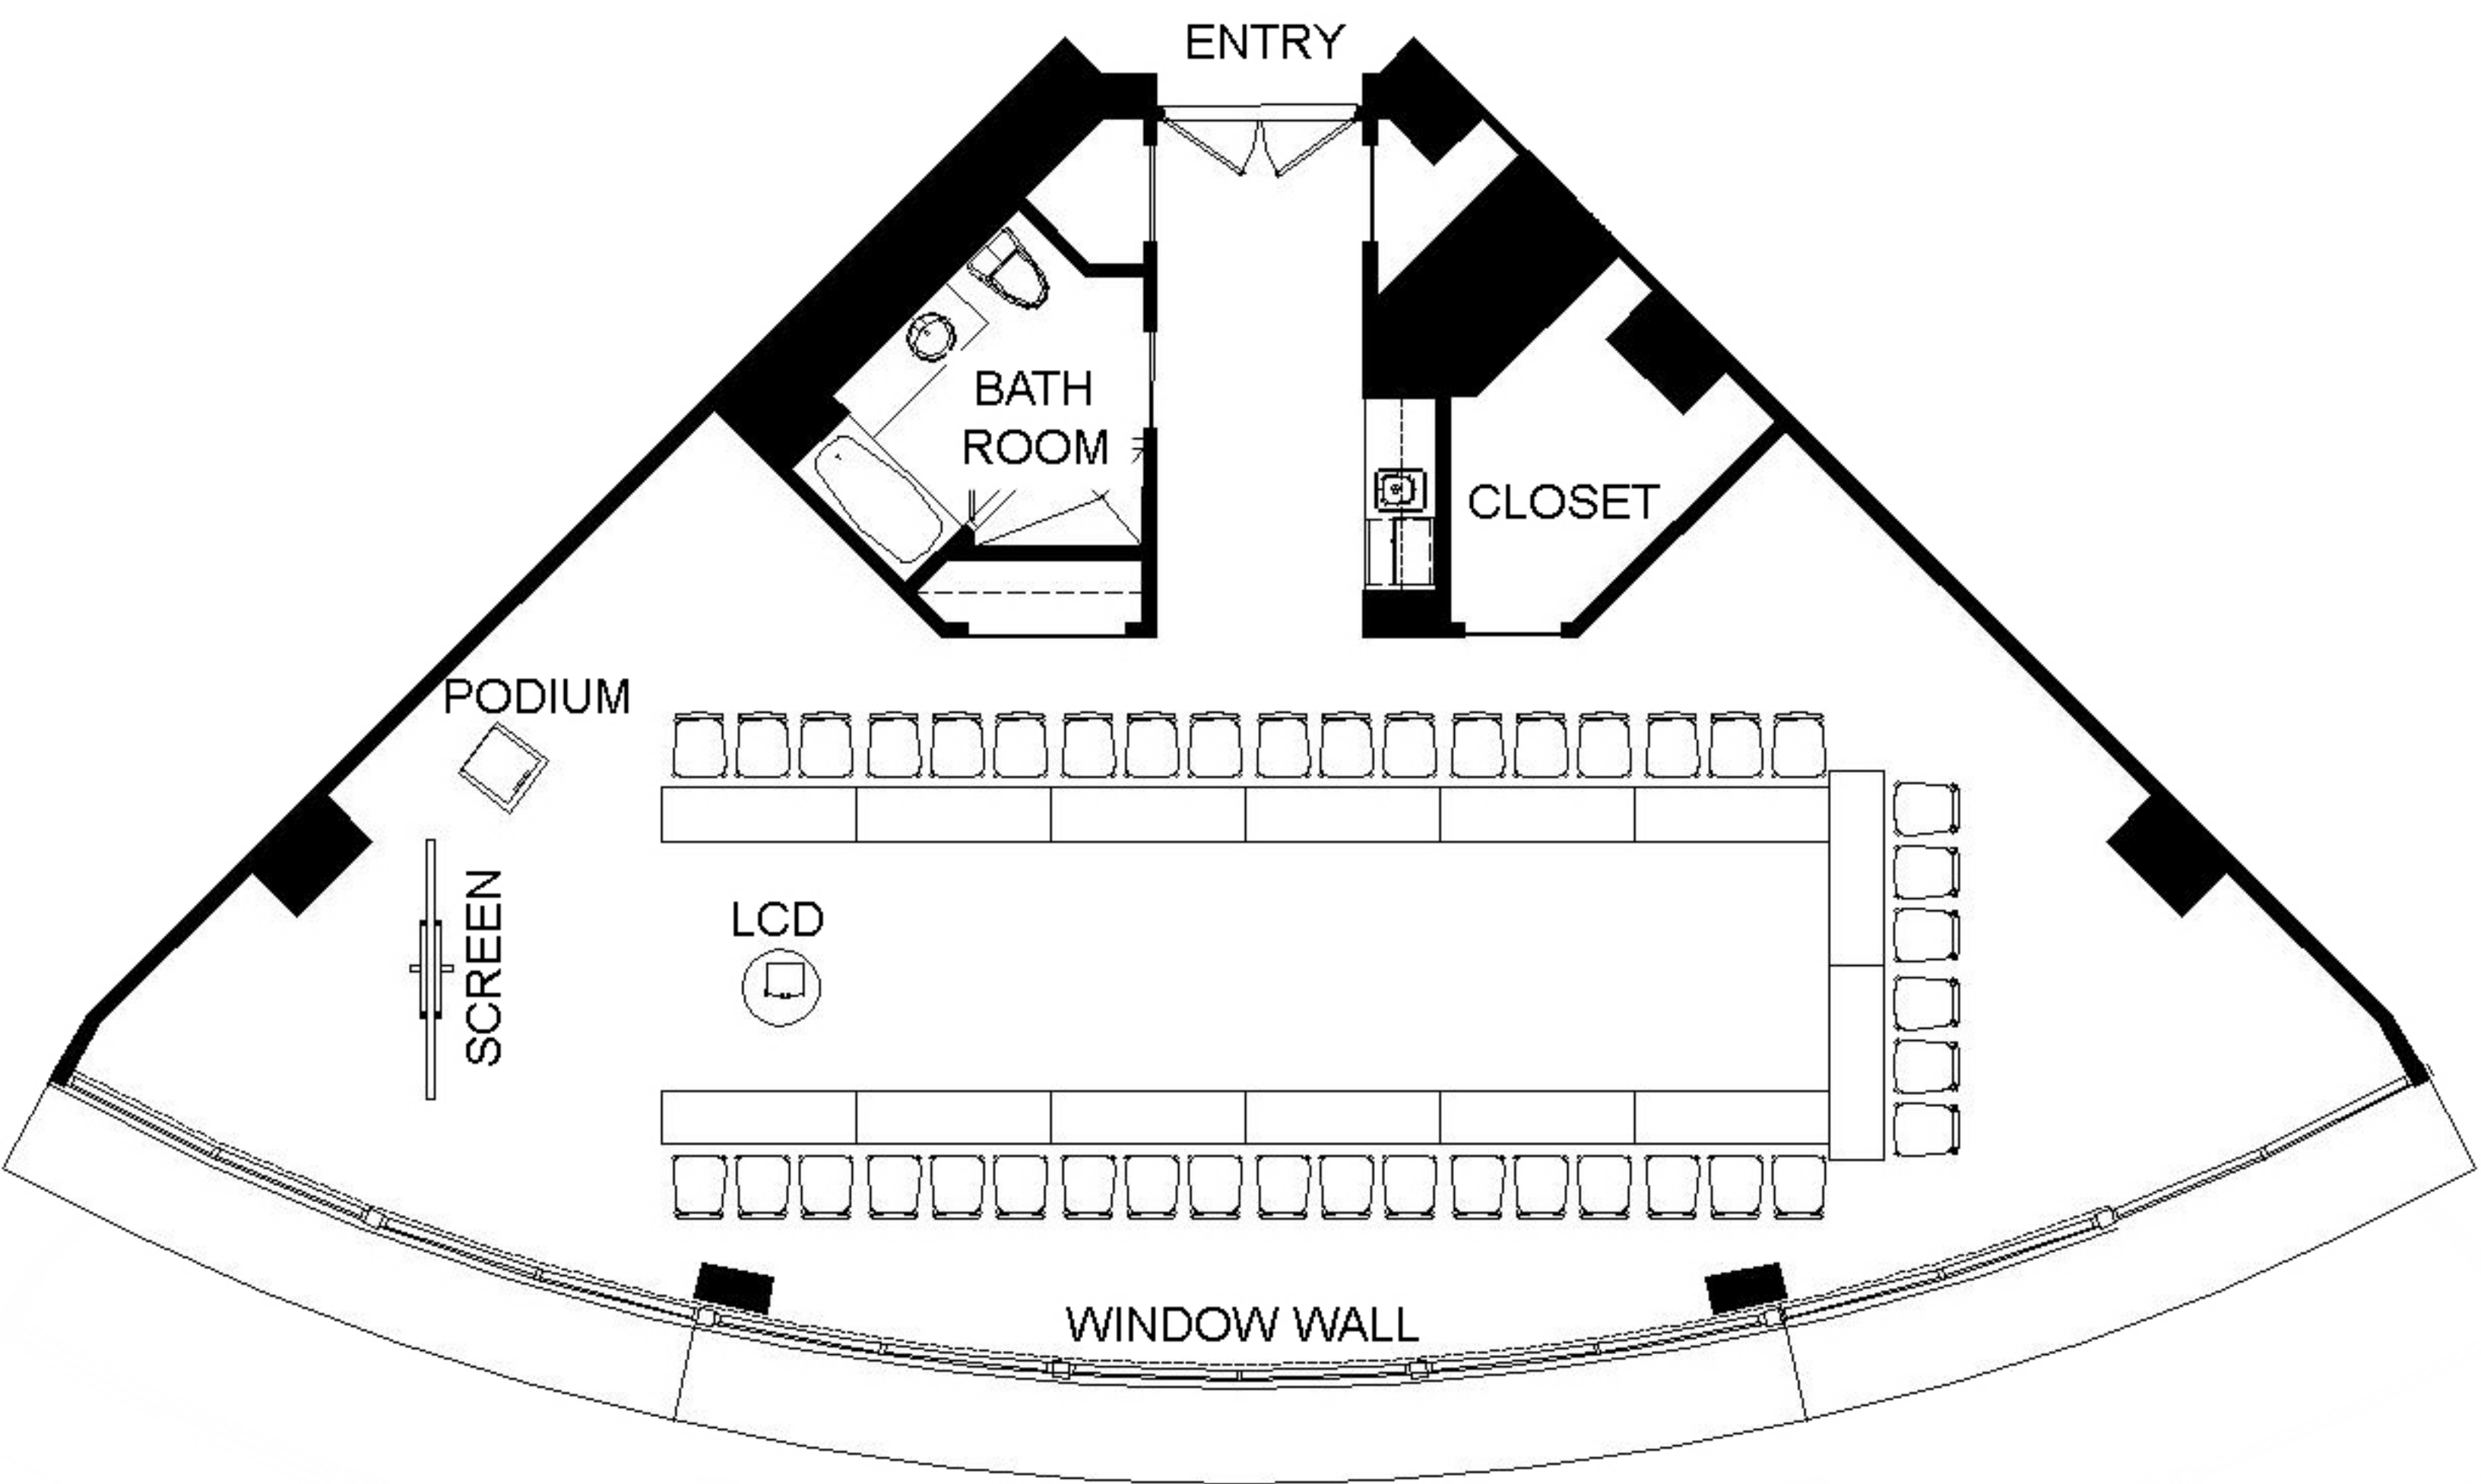 ENTRY
BATH
ROOM
CLOSET
PODIUM
SCREEN
LCD
WINDOW WALL